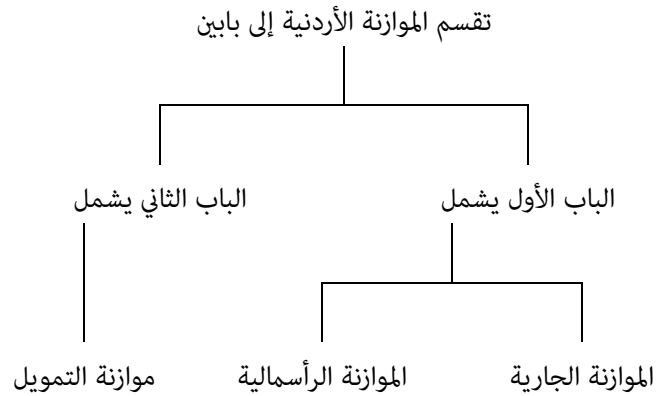 تقسم الموازنة الأردنية إلى بابين
الباب الأول يشمل
الباب الثاني يشمل
الموازنة الجارية
الموازنة الرأسمالية
موازنة التمويل